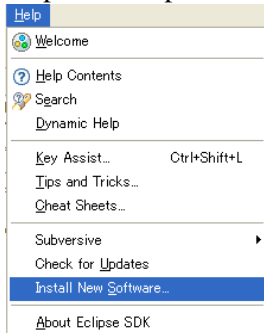 Help
Welcome
Help Contents
Search
Dynamic Help
Key Assist... Ctrl+Shift+L
Tips and Tricks...
Cheat Sheets...
Subversive
Check for Updates
Install New Software...
About Eclipse SDK